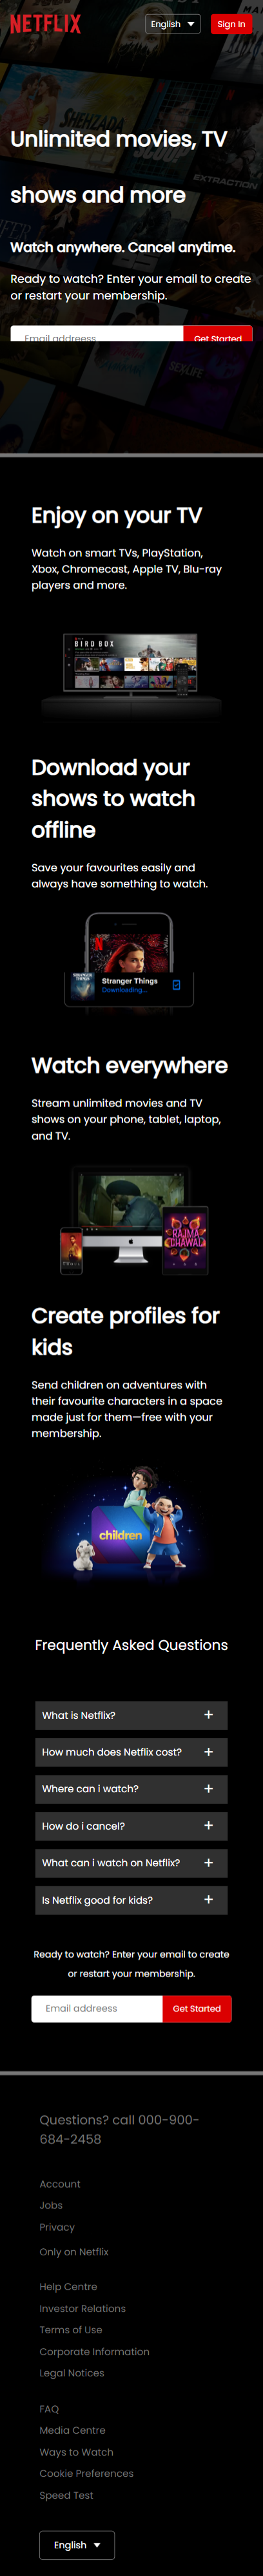 NETFLIX
English
Sign In
SHEHZADA
EXTRACTION
Unlimited movies, TV
shows and more
Watch anywhere. Cancel anytime.
Ready to watch? Enter your email to create
or restart your membership.
Email addreess
Get Started
SEX/LIFE
Enjoy on your TV
Watch on smart TVs, PlayStation,
Xbox, Chromecast, Apple TV, Blu-ray
players and more.
BIRD BOX
Download your
shows to watch
offline
Save your favourites easily and
always have something to watch.
Stranger Things
Downloading...
Watch everywhere
Stream unlimited movies and TV
shows on your phone, tablet, laptop,
and TV.
RAJMA
CHAWAL
Create profiles for
kids
Send children on adventures with
their favourite characters in a space
made just for them—free with your
membership.
children
Frequently Asked Questions
What is Netflix?
+
How much does Netflix cost?
+
Where can i watch?
+
How do i cancel?
+
What can i watch on Netflix?
+
Is Netflix good for kids?
+
Ready to watch? Enter your email to create
or restart your membership.
Email addreess
Get Started
Questions? call 000-900-
684-2458
Account
Jobs
Privacy
Only on Netflix
Help Centre
Investor Relations
Terms of Use
Corporate Information
Legal Notices
FAQ
Media Centre
Ways to Watch
Cookie Preferences
Speed Test
English